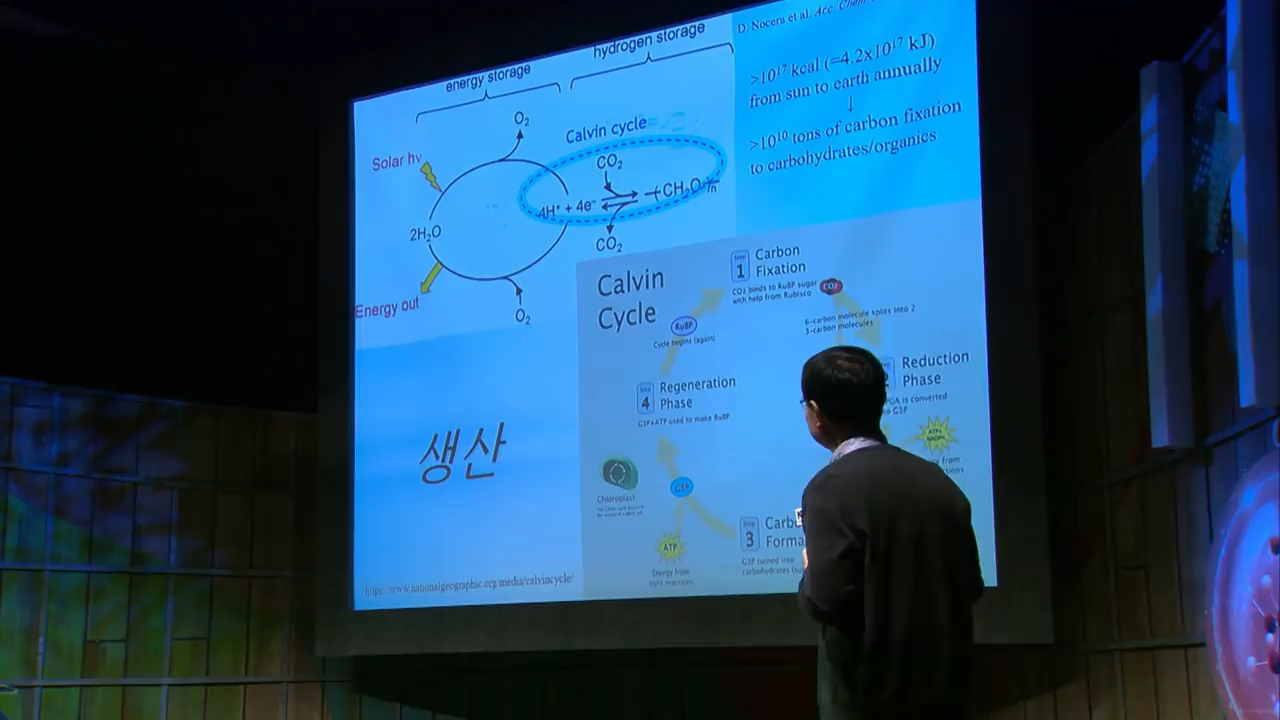 energy storage
hydrogen storage
D. Nocera et al. Acc. Chem.
>10¹⁷ kcal (=4.2x10¹⁷ kJ)
from sun to earth annually
↓
>10¹⁰ tons of carbon fixation
to carbohydrates/organics
O₂
Calvin cycle
Solar hν
CO₂
4H⁺ + 4e⁻
(CH₂O)n
2H₂O
CO₂
Energy out
O₂
Calvin
Cycle
Step
1
Carbon
Fixation
CO2 binds to RuBP sugar
with help from Rubisco
CO2
RuBP
Cycle begins (again)
6-carbon molecule splits into 2
3-carbon molecules
2
Reduction
Phase
PGA is converted
to G3P
ATP+
NADPH
from
Step
4
Regeneration
Phase
G3P+ATP used to make RuBP
생산
Chloroplast
G3P
Step
3
Carb
Forma
G3P turned into
carbohydrates (su
ATP
Energy from
light reactions
https://www.nationalgeographic.org/media/calvincycle/